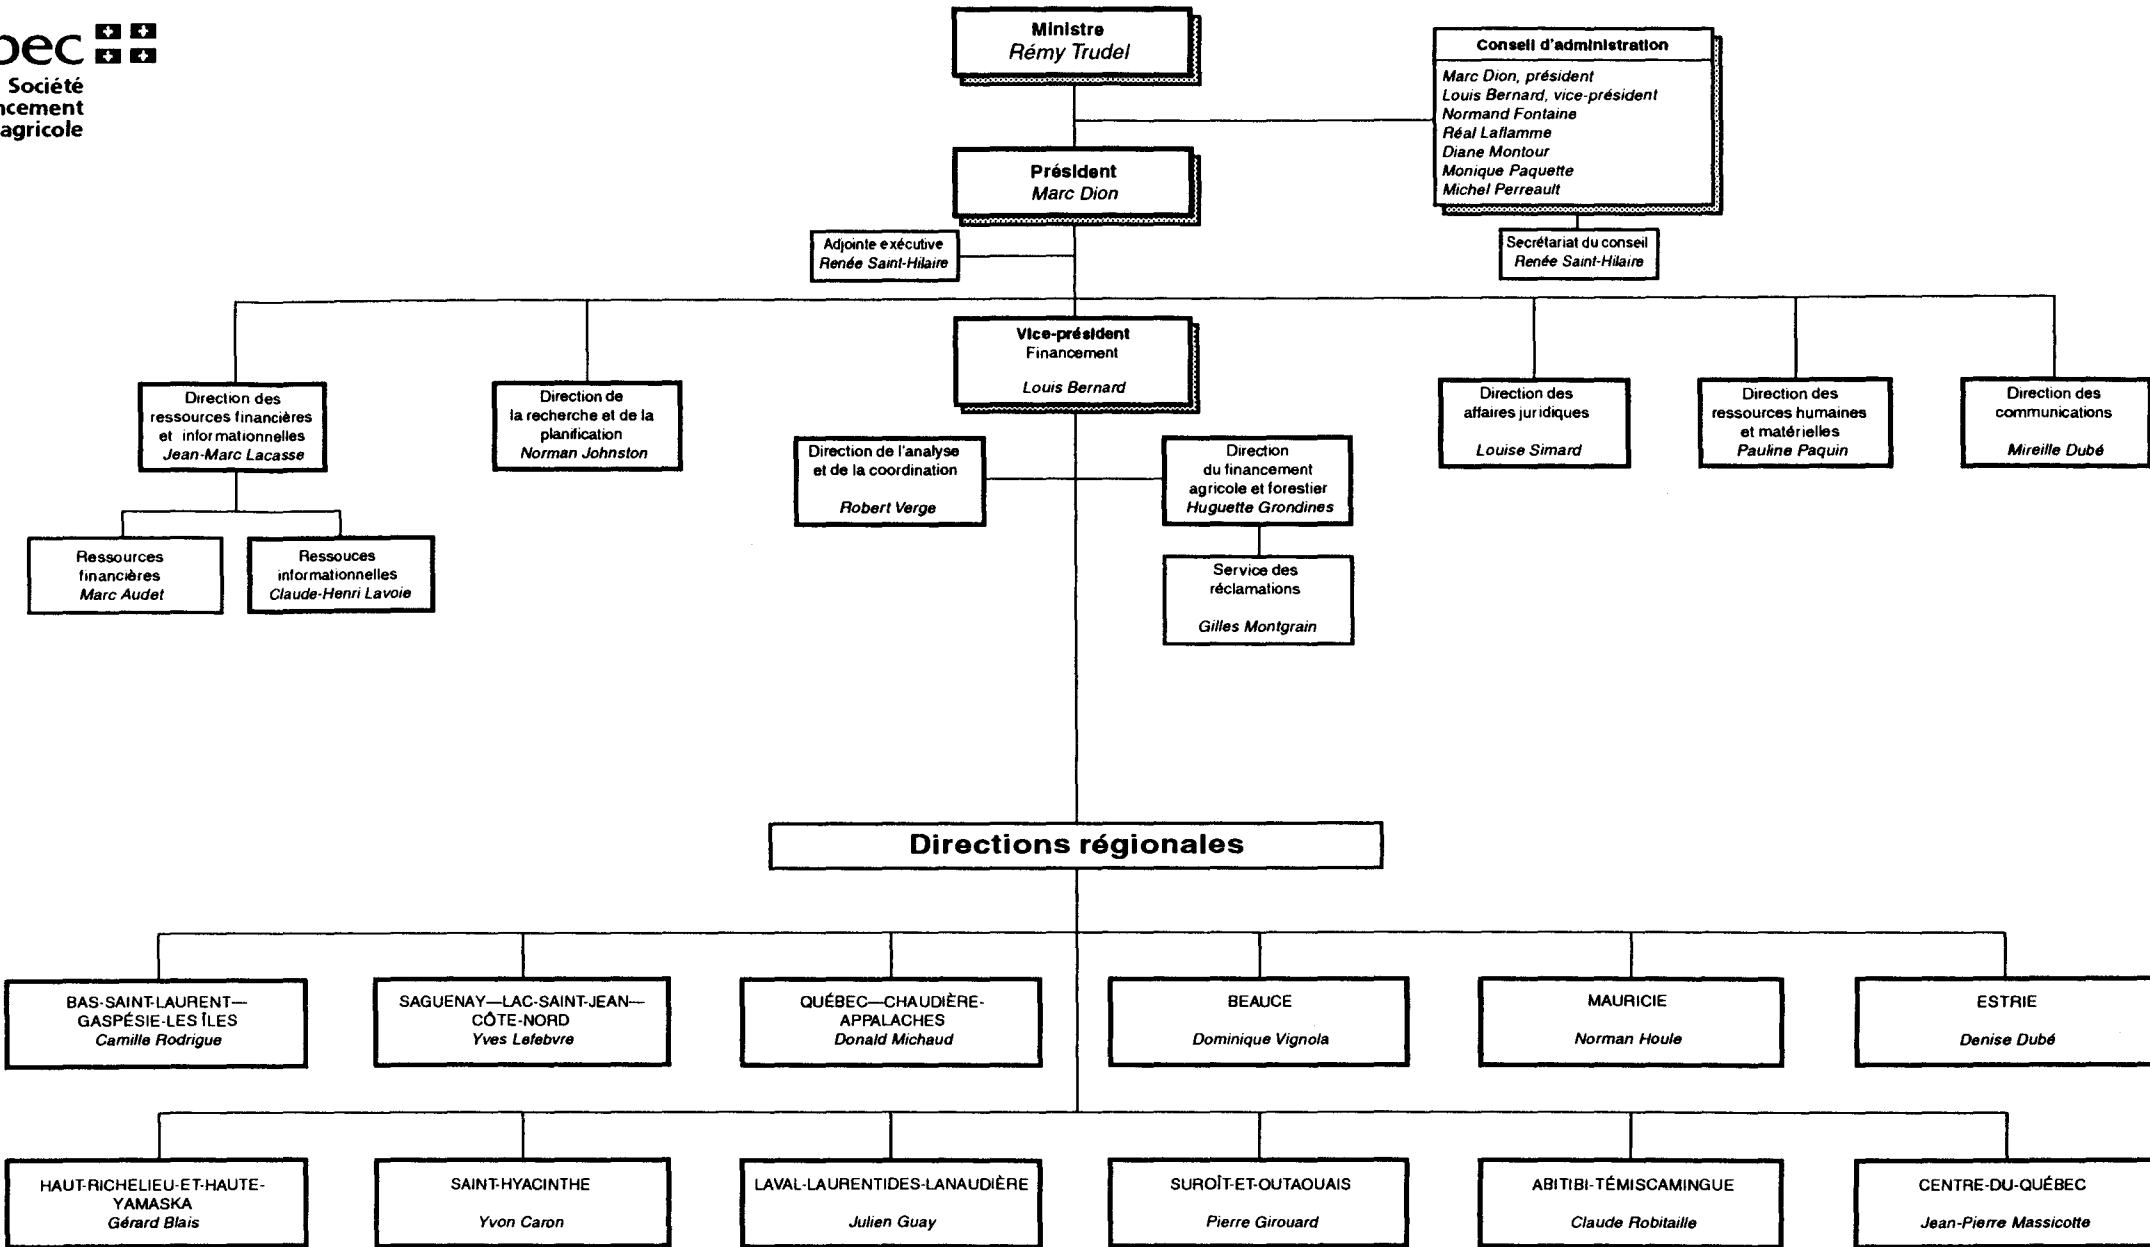 bec
Société
ncement
agricole
Ministre
Rémy Trudel
Conseil d'administration
Marc Dion, président
Louis Bernard, vice-président
Normand Fontaine
Réal Laflamme
Diane Montour
Monique Paquette
Michel Perreault
Président
Marc Dion
Adjointe exécutive
Renée Saint-Hilaire
Secrétariat du conseil
Renée Saint-Hilaire
Vice-président
Financement
Louis Bernard
Direction des
ressources financières
et informationnelles
Jean-Marc Lacasse
Direction de
la recherche et de la
planification
Norman Johnston
Direction des
affaires juridiques
Louise Simard
Direction des
ressources humaines
et matérielles
Pauline Paquin
Direction des
communications
Mireille Dubé
Direction de l'analyse
et de la coordination
Robert Verge
Direction
du financement
agricole et forestier
Huguette Grondines
Ressources
financières
Marc Audet
Ressouces
informationnelles
Claude-Henri Lavoie
Service des
réclamations
Gilles Montgrain
Directions régionales
BAS-SAINT-LAURENT—
GASPÉSIE-LES ÎLES
Camille Rodrigue
SAGUENAY—LAC-SAINT-JEAN—
CÔTE-NORD
Yves Lefebvre
QUÉBEC—CHAUDIÈRE-
APPALACHES
Donald Michaud
BEAUCE
Dominique Vignola
MAURICIE
Norman Houle
ESTRIE
Denise Dubé
HAUT-RICHELIEU-ET-HAUTE-
YAMASKA
Gérard Blais
SAINT-HYACINTHE
Yvon Caron
LAVAL-LAURENTIDES-LANAUDIÈRE
Julien Guay
SUROÎT-ET-OUTAOUAIS
Pierre Girouard
ABITIBI-TÉMISCAMINGUE
Claude Robitaille
CENTRE-DU-QUÉBEC
Jean-Pierre Massicotte